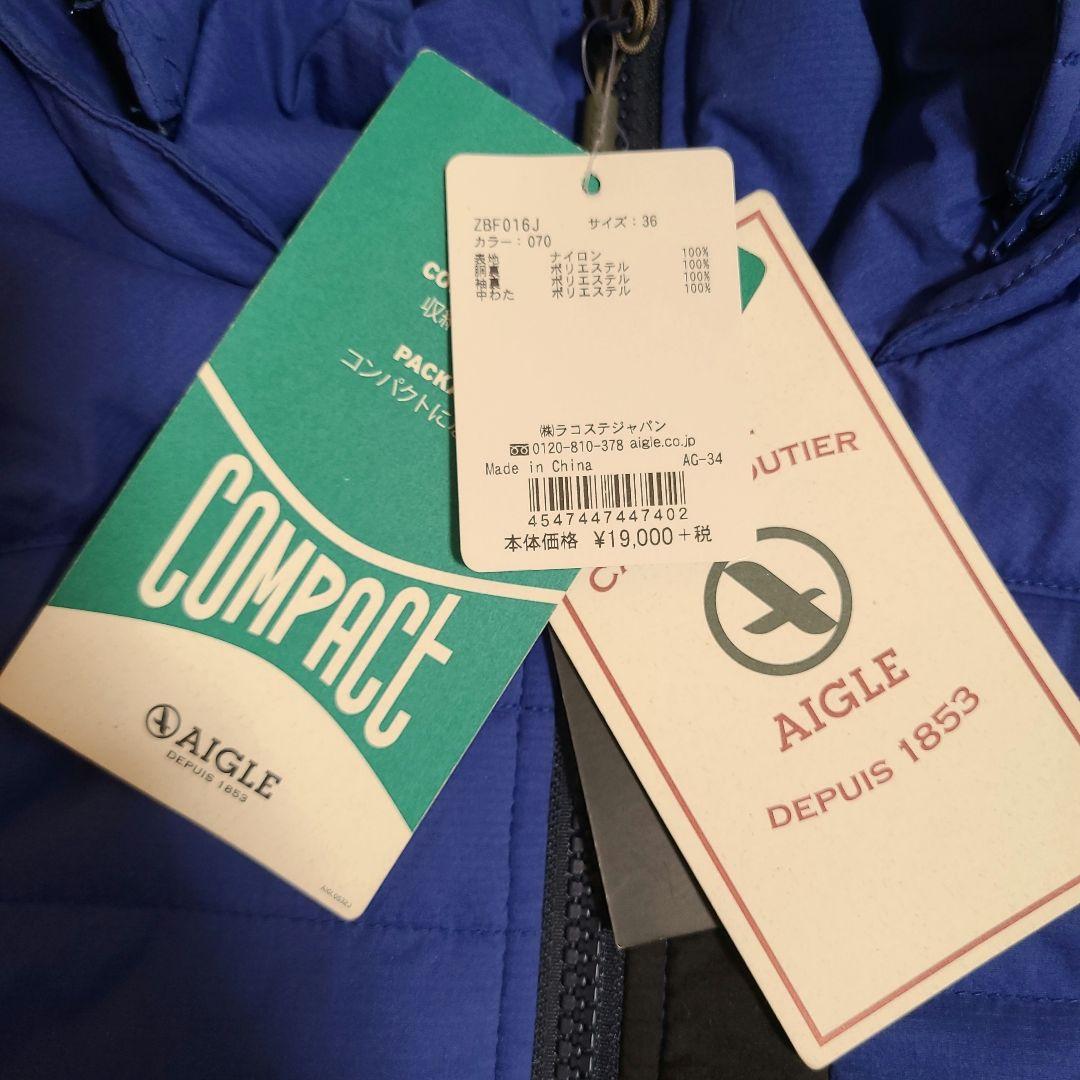 ZBF016J サイズ:36
カラー:070
表地 ナイロン 100%
胴裏 ポリエステル 100%
袖裏 ポリエステル 100%
中わた ポリエステル 100%
㈱ラコステジャパン
0120-810-378 aigle.co.jp
Made in China AG-34
4547447447402
本体価格 ¥19,000+税
コンパクトに
COMPACt
AIGLE
DEPUIS 1853
AIGLE
DEPUIS 1853